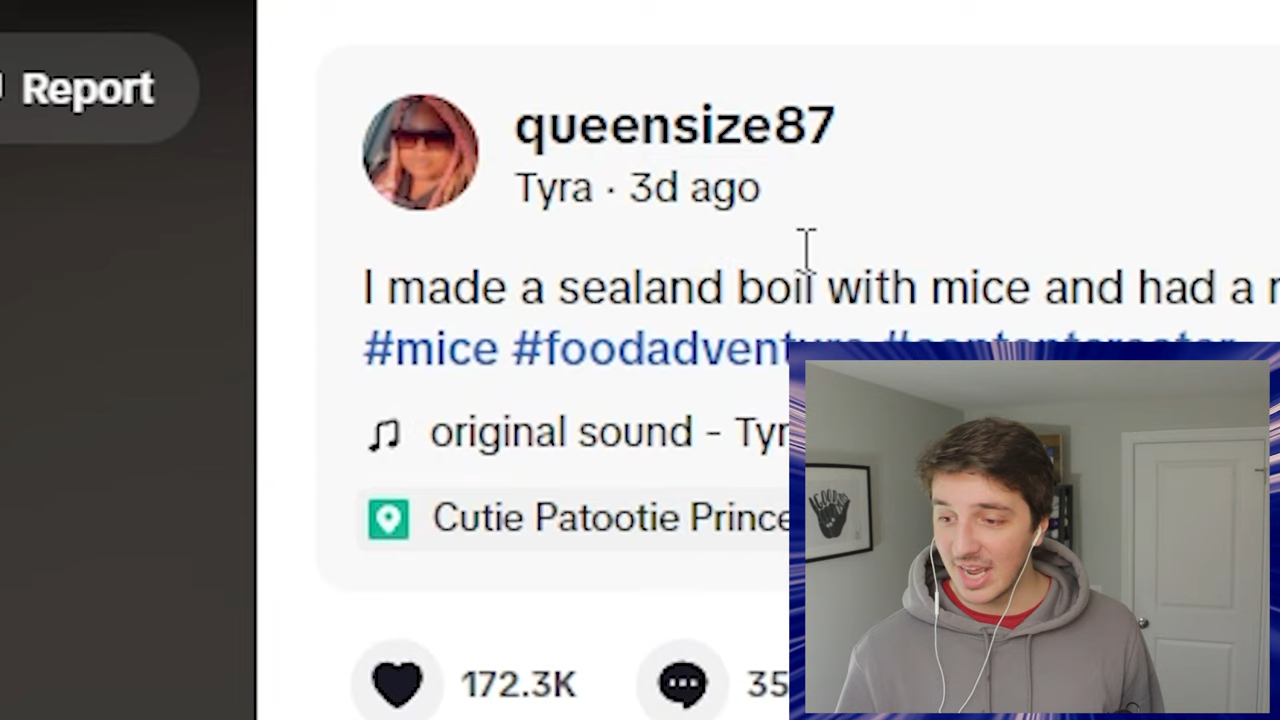 Report
queensize87
Tyra · 3d ago
I made a sealand boil with mice and had a
#mice #foodadventure #contentcreator
original sound - Tyr
Cutie Patootie Prince
172.3K
35